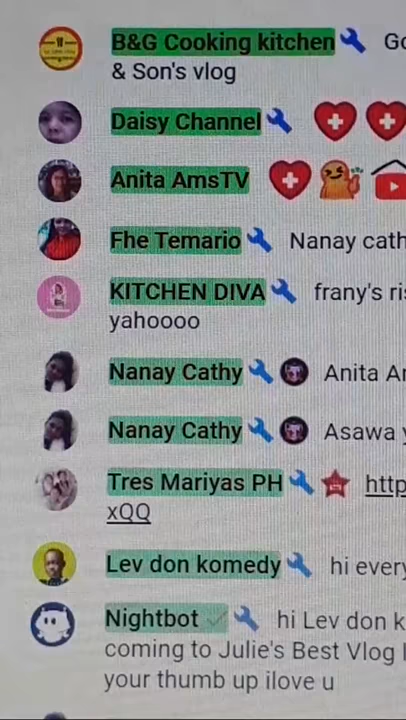 B&G Cooking kitchen Go
& Son's vlog
Daisy Channel
Anita AmsTV
Fhe Temario Nanay cath
KITCHEN DIVA frany's ri
yahoooo
Nanay Cathy Anita Ar
Nanay Cathy Asawa y
Tres Mariyas PH http
xQQ
Lev don komedy hi every
Nightbot hi Lev don k
coming to Julie's Best Vlog l
your thumb up ilove u